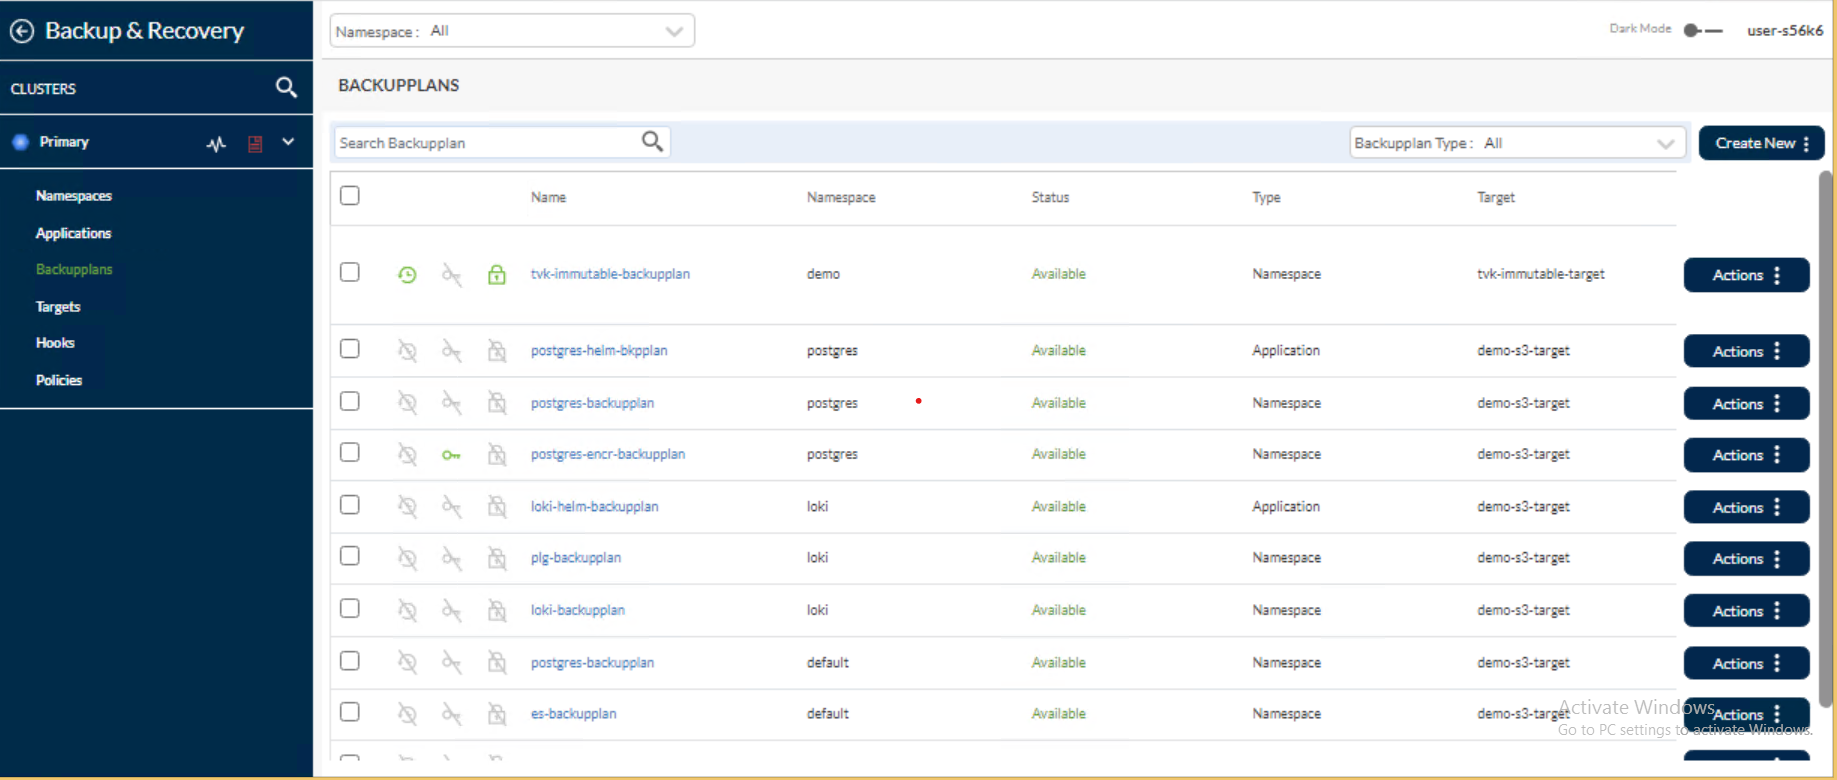 Backup & Recovery
Namespace : All
Dark Mode
user-s56k6
CLUSTERS
BACKUPPLANS
Primary
Search Backupplan
Backupplan Type : All
Create New
Namespaces
Applications
Backupplans
Targets
Hooks
Policies
Name Namespace Status Type Target
tvk-immutable-backupplan demo Available Namespace tvk-immutable-target Actions
postgres-helm-bkpplan postgres Available Application demo-s3-target Actions
postgres-backupplan postgres Available Namespace demo-s3-target Actions
postgres-encr-backupplan postgres Available Namespace demo-s3-target Actions
loki-helm-backupplan loki Available Application demo-s3-target Actions
plg-backupplan loki Available Namespace demo-s3-target Actions
loki-backupplan loki Available Namespace demo-s3-target Actions
postgres-backupplan default Available Namespace demo-s3-target Actions
es-backupplan default Available Namespace demo-s3-target Actions
Activate Windows
Go to PC settings to activate Windows.